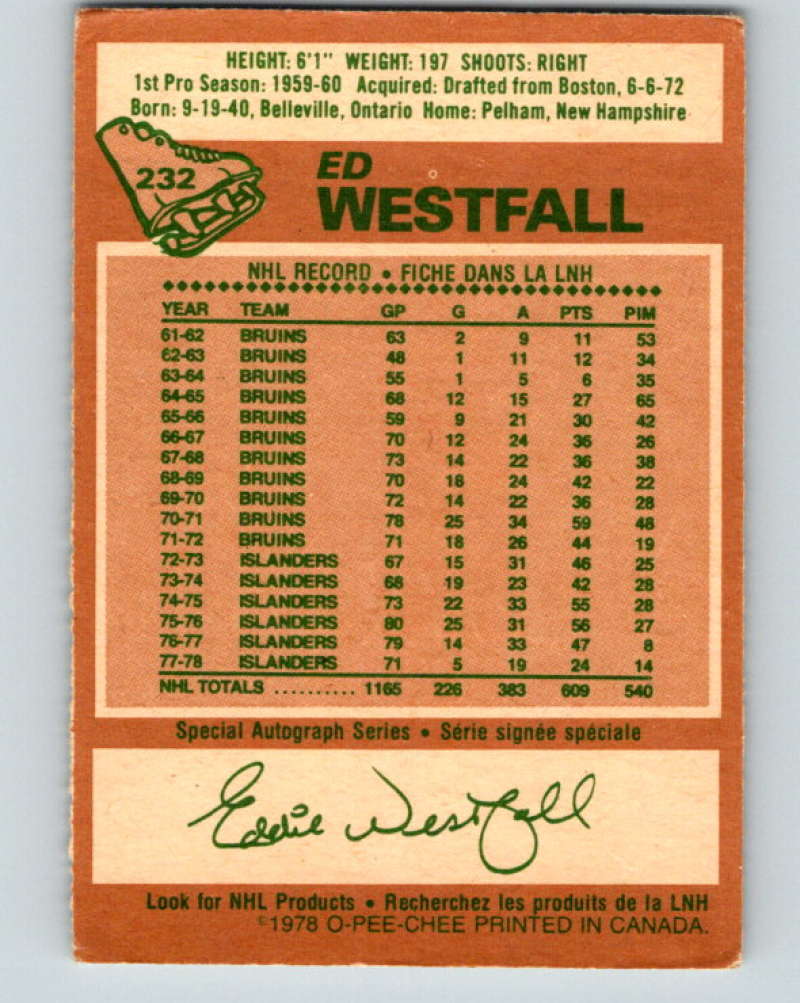 HEIGHT: 6'1" WEIGHT: 197 SHOOTS: RIGHT
1st Pro Season: 1959-60 Acquired: Drafted from Boston, 6-6-72
Born: 9-19-40, Belleville, Ontario Home: Pelham, New Hampshire
232
ED
WESTFALL
NHL RECORD • FICHE DANS LA LNH
YEAR TEAM GP G A PTS PIM
61-62 BRUINS 63 2 9 11 53
62-63 BRUINS 48 1 11 12 34
63-64 BRUINS 55 1 5 6 35
64-65 BRUINS 68 12 15 27 65
65-66 BRUINS 59 9 21 30 42
66-67 BRUINS 70 12 24 36 26
67-68 BRUINS 73 14 22 36 38
68-69 BRUINS 70 18 24 42 22
69-70 BRUINS 72 14 22 36 28
70-71 BRUINS 78 25 34 59 48
71-72 BRUINS 71 18 26 44 19
72-73 ISLANDERS 67 15 31 46 25
73-74 ISLANDERS 68 19 23 42 28
74-75 ISLANDERS 73 22 33 55 28
75-76 ISLANDERS 80 25 31 56 27
76-77 ISLANDERS 79 14 33 47 8
77-78 ISLANDERS 71 5 19 24 14
NHL TOTALS .......... 1165 226 383 609 540
Special Autograph Series • Série signée spéciale
Eddie Westfall
Look for NHL Products • Recherchez les produits de la LNH
©1978 O-PEE-CHEE PRINTED IN CANADA.